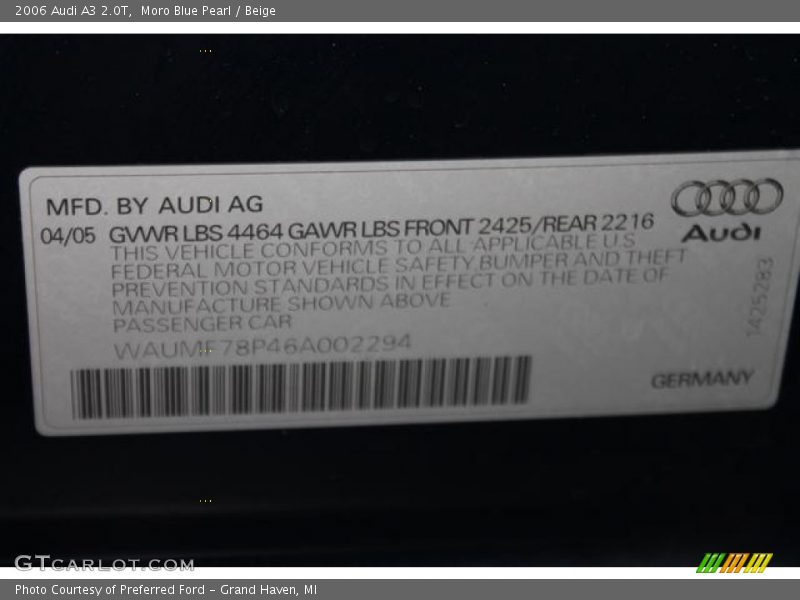 2006 Audi A3 2.0T, Moro Blue Pearl / Beige
MFD. BY AUDI AG
04/05 GVWR LBS 4464 GAWR LBS FRONT 2425/REAR 2216
THIS VEHICLE CONFORMS TO ALL APPLICABLE U.S
FEDERAL MOTOR VEHICLE SAFETY,BUMPER AND THEFT
PREVENTION STANDARDS IN EFFECT ON THE DATE OF
MANUFACTURE SHOWN ABOVE
PASSENGER CAR
WAUMF78P46A002294
Audi
1425283
GERMANY
GTCARLOT.COM
Photo Courtesy of Preferred Ford – Grand Haven, MI